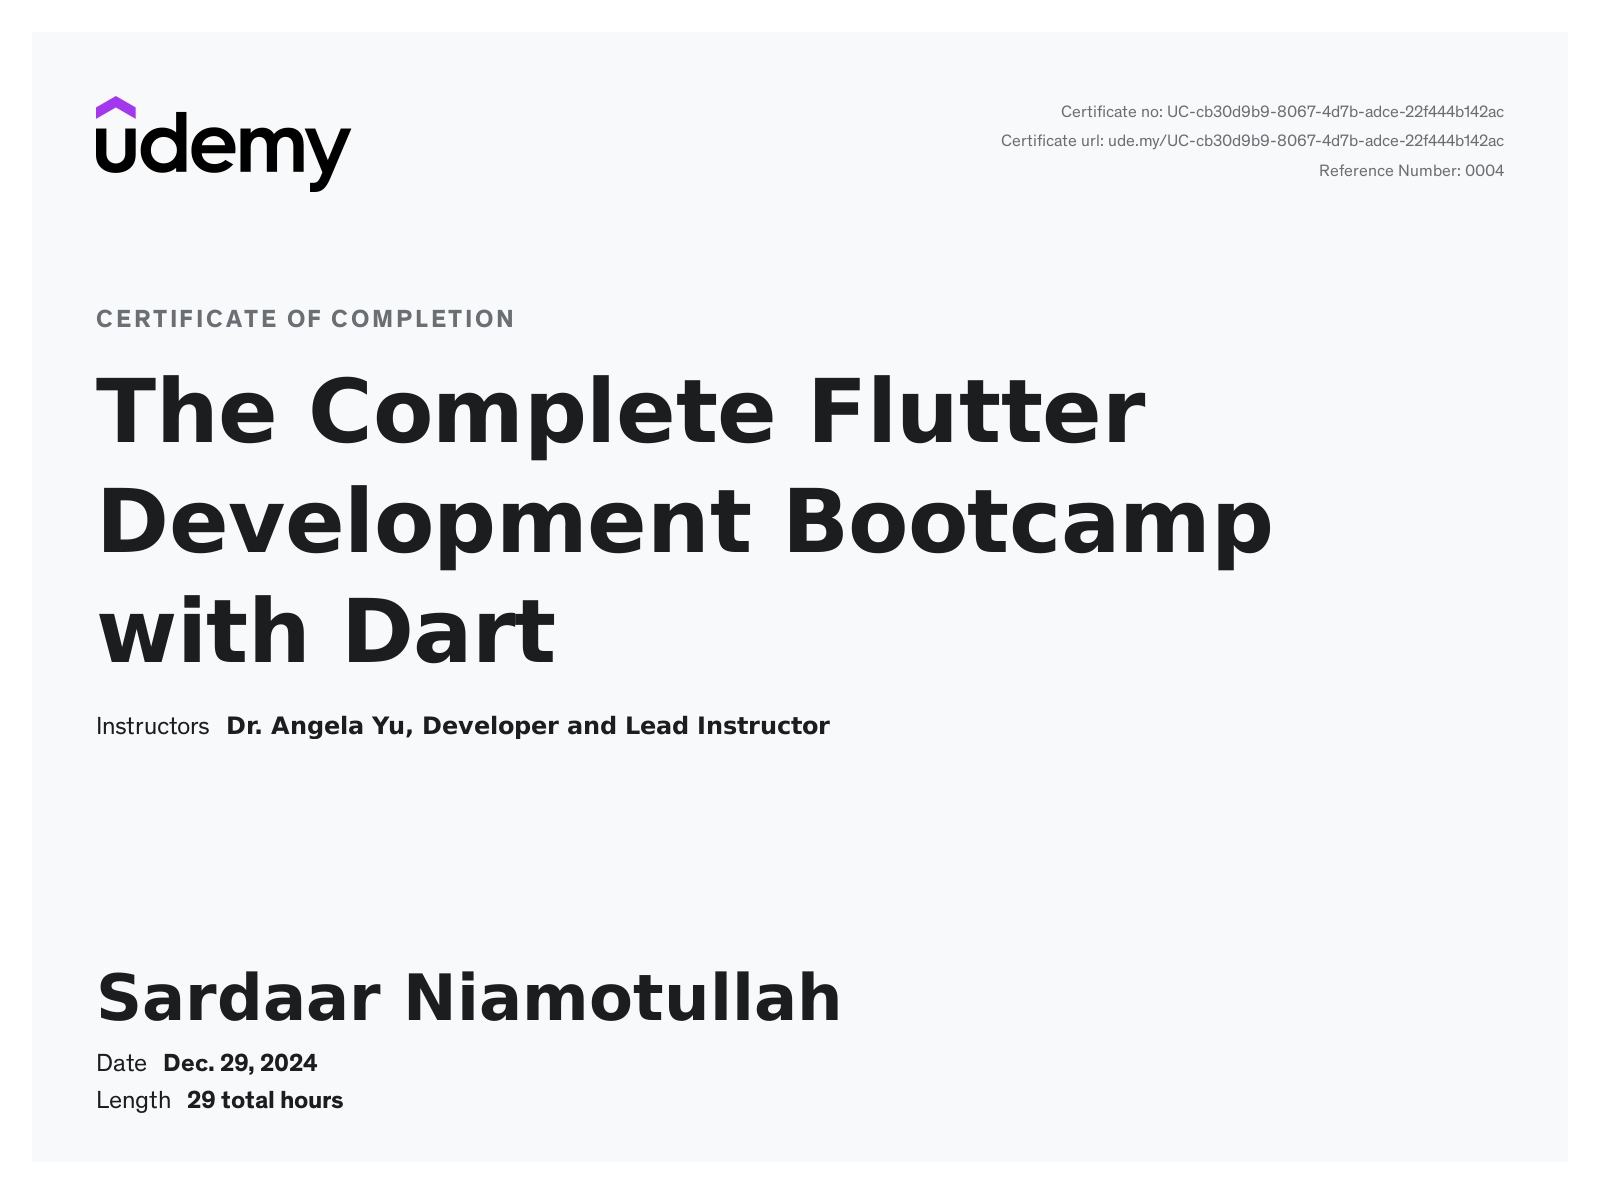 udemy
Certificate no: UC-cb30d9b9-8067-4d7b-adce-22f444b142ac
Certificate url: ude.my/UC-cb30d9b9-8067-4d7b-adce-22f444b142ac
Reference Number: 0004
CERTIFICATE OF COMPLETION
The Complete Flutter
Development Bootcamp
with Dart
Instructors Dr. Angela Yu, Developer and Lead Instructor
Sardaar Niamotullah
Date Dec. 29, 2024
Length 29 total hours